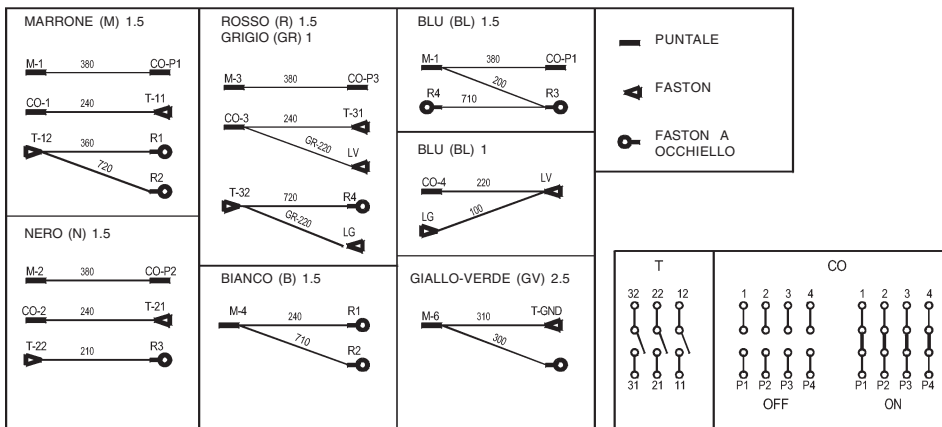 MARRONE (M) 1.5
M-1 380 CO-P1
CO-1 240 T-11
T-12 360 R1
720
R2
NERO (N) 1.5
M-2 380 CO-P2
CO-2 240 T-21
T-22 210 R3
ROSSO (R) 1.5
GRIGIO (GR) 1
M-3 380 CO-P3
CO-3 240 T-31
GR-220 LV
T-32 720 R4
GR-220 LG
BIANCO (B) 1.5
M-4 240 R1
710
R2
BLU (BL) 1.5
M-1 380 CO-P1
200
R4 710 R3
BLU (BL) 1
CO-4 220 LV
LG 100
GIALLO-VERDE (GV) 2.5
M-6 310 T-GND
300
PUNTALE
FASTON
FASTON A
OCCHIELLO
T
32 22 12
31 21 11
CO
1 2 3 4 1 2 3 4
P1 P2 P3 P4 P1 P2 P3 P4
OFF ON